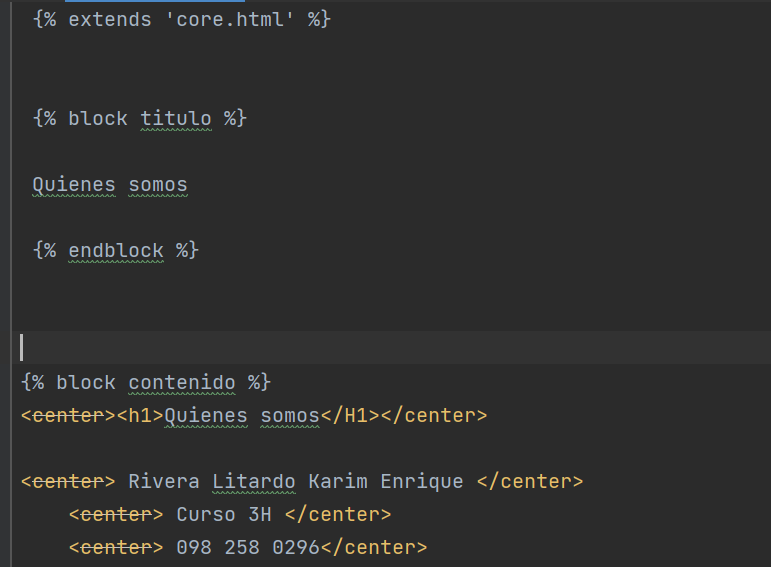 {% extends 'core.html' %}
{% block titulo %}
Quienes somos
{% endblock %}
{% block contenido %}
<center><h1>Quienes somos</H1></center>
<center> Rivera Litardo Karim Enrique </center>
<center> Curso 3H </center>
<center> 098 258 0296</center>